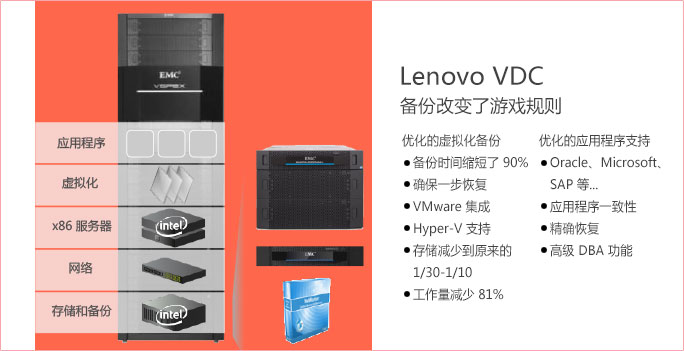 EMC²
VSPEX
应用程序
虚拟化
x86 服务器
intel
网络
存储和备份
intel
EMC²
Lenovo VDC
备份改变了游戏规则
优化的虚拟化备份
●备份时间缩短了 90%
●确保一步恢复
●VMware 集成
●Hyper-V 支持
●存储减少到原来的
1/30-1/10
●工作量减少 81%
优化的应用程序支持
●Oracle、Microsoft、
SAP 等...
●应用程序一致性
●精确恢复
●高级 DBA 功能